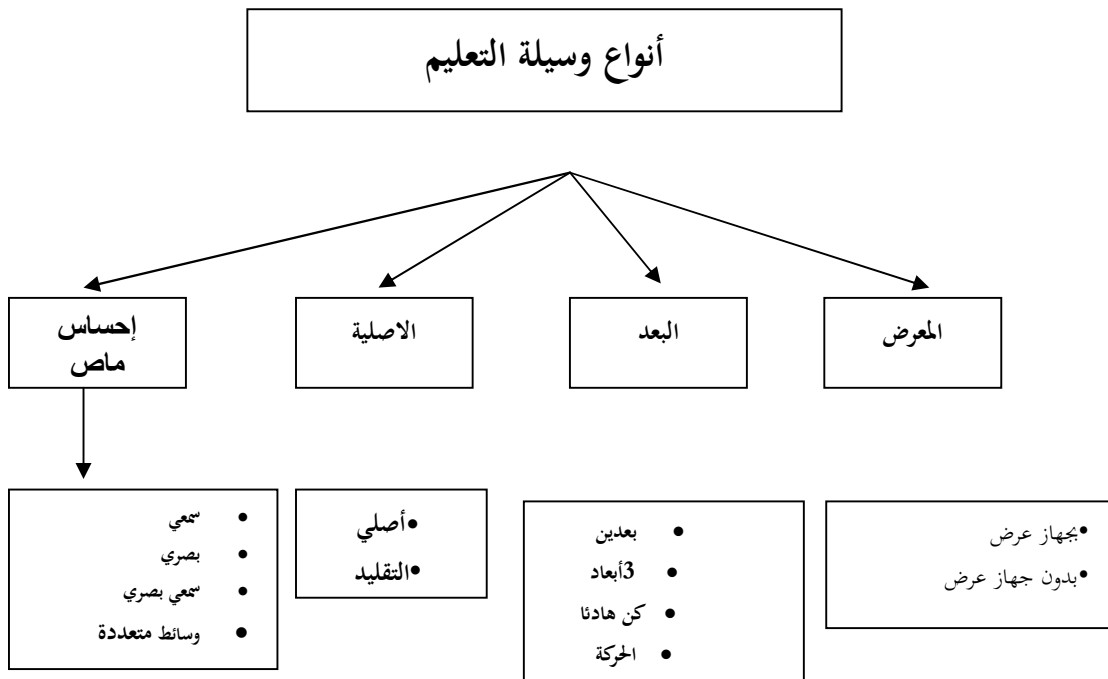 أنواع وسيلة التعليم
المعرض
البعد
الاصلية
إحساس
ماص
•بجهاز عرض
•بدون جهاز عرض
• بعدين
• 3أبعاد
• كن هادئا
• الحركة
•أصلي
•التقليد
• سمعي
• بصري
• سمعي بصري
• وسائط متعددة